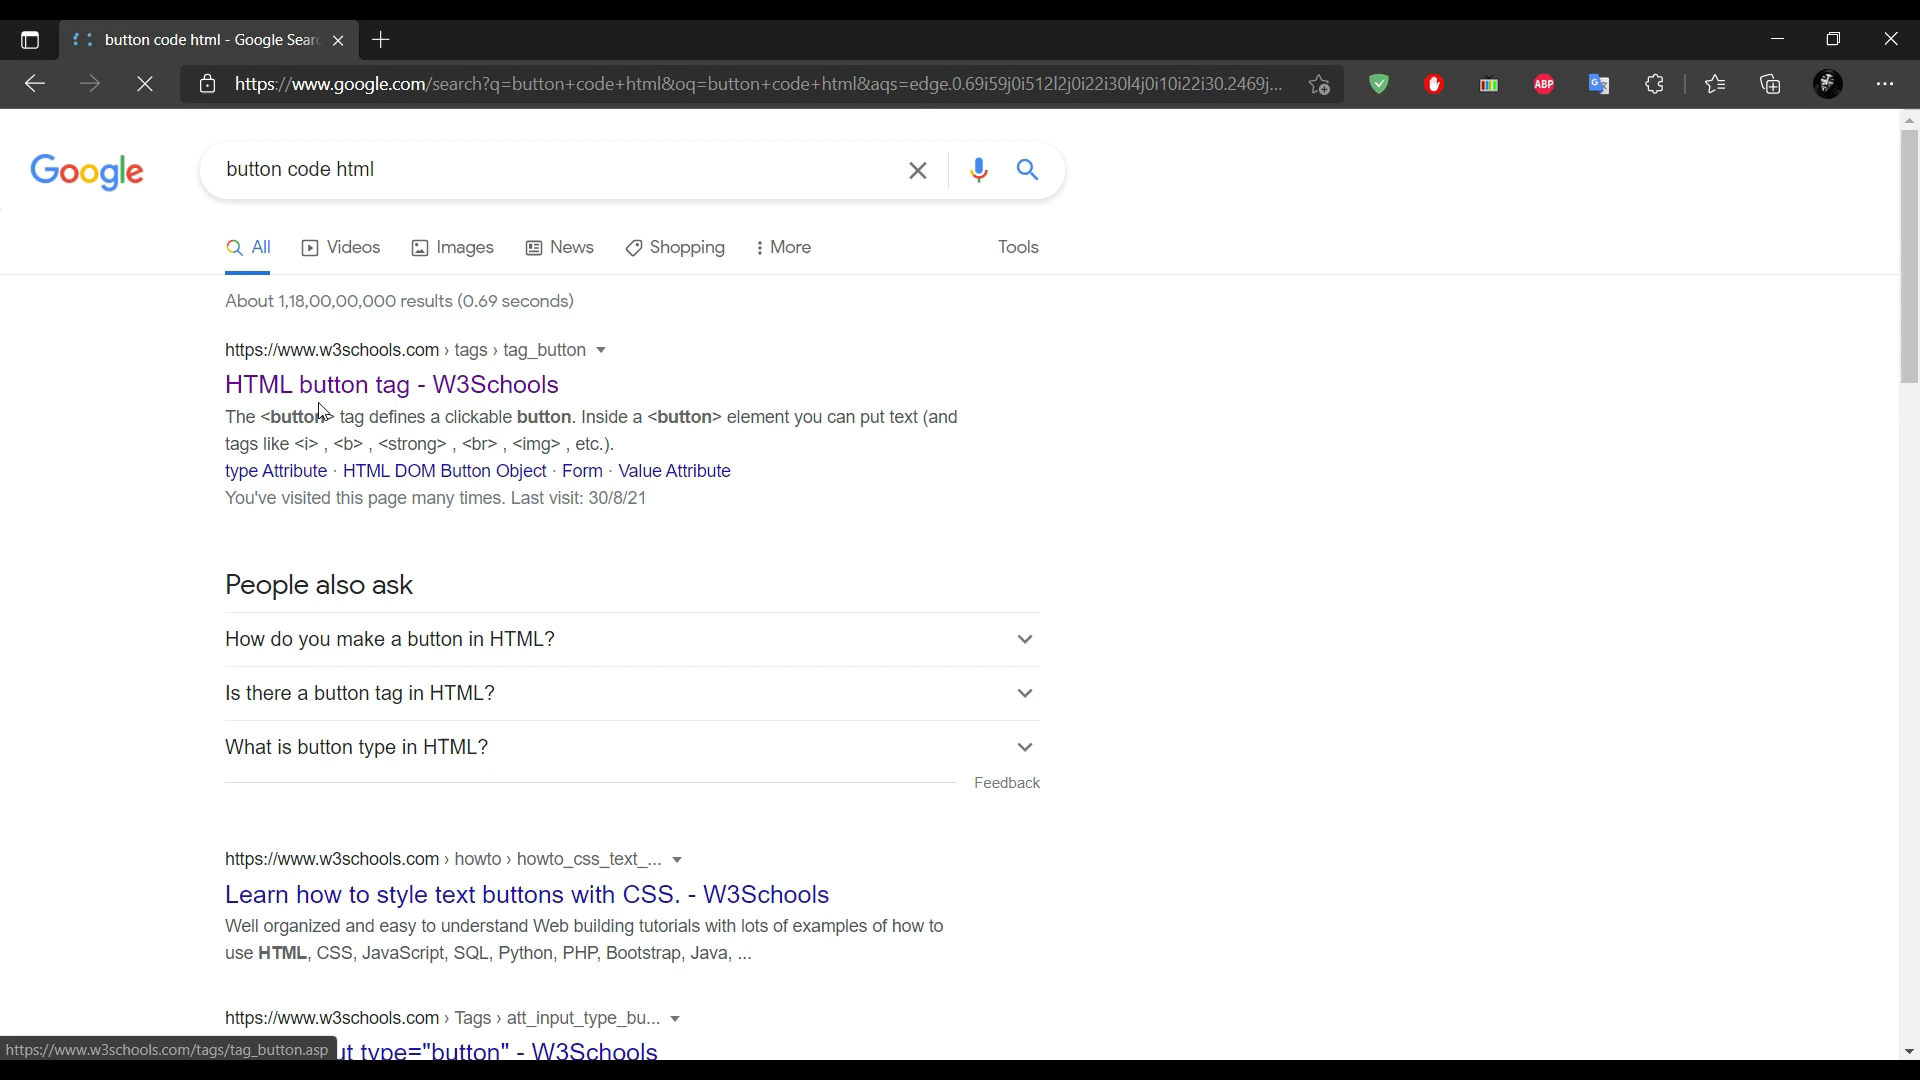 button code html - Google Sear
https://www.google.com/search?q=button+code+html&oq=button+code+html&aqs=edge.0.69i59j0i512l2j0i22i30l4j0i10i22i30.2469j...
ABP
Google
button code html
All Videos Images News Shopping More Tools
About 1,18,00,00,000 results (0.69 seconds)
https://www.w3schools.com › tags › tag_button
HTML button tag - W3Schools
The <button> tag defines a clickable button. Inside a <button> element you can put text (and
tags like <i> , <b> , <strong> , <br> , <img> , etc.).
type Attribute · HTML DOM Button Object · Form · Value Attribute
You've visited this page many times. Last visit: 30/8/21
People also ask
How do you make a button in HTML?
Is there a button tag in HTML?
What is button type in HTML?
Feedback
https://www.w3schools.com › howto › howto_css_text_...
Learn how to style text buttons with CSS. - W3Schools
Well organized and easy to understand Web building tutorials with lots of examples of how to
use HTML, CSS, JavaScript, SQL, Python, PHP, Bootstrap, Java, ...
https://www.w3schools.com › Tags › att_input_type_bu...
https://www.w3schools.com/tags/tag_button.asp
ut type="button" - W3Schools